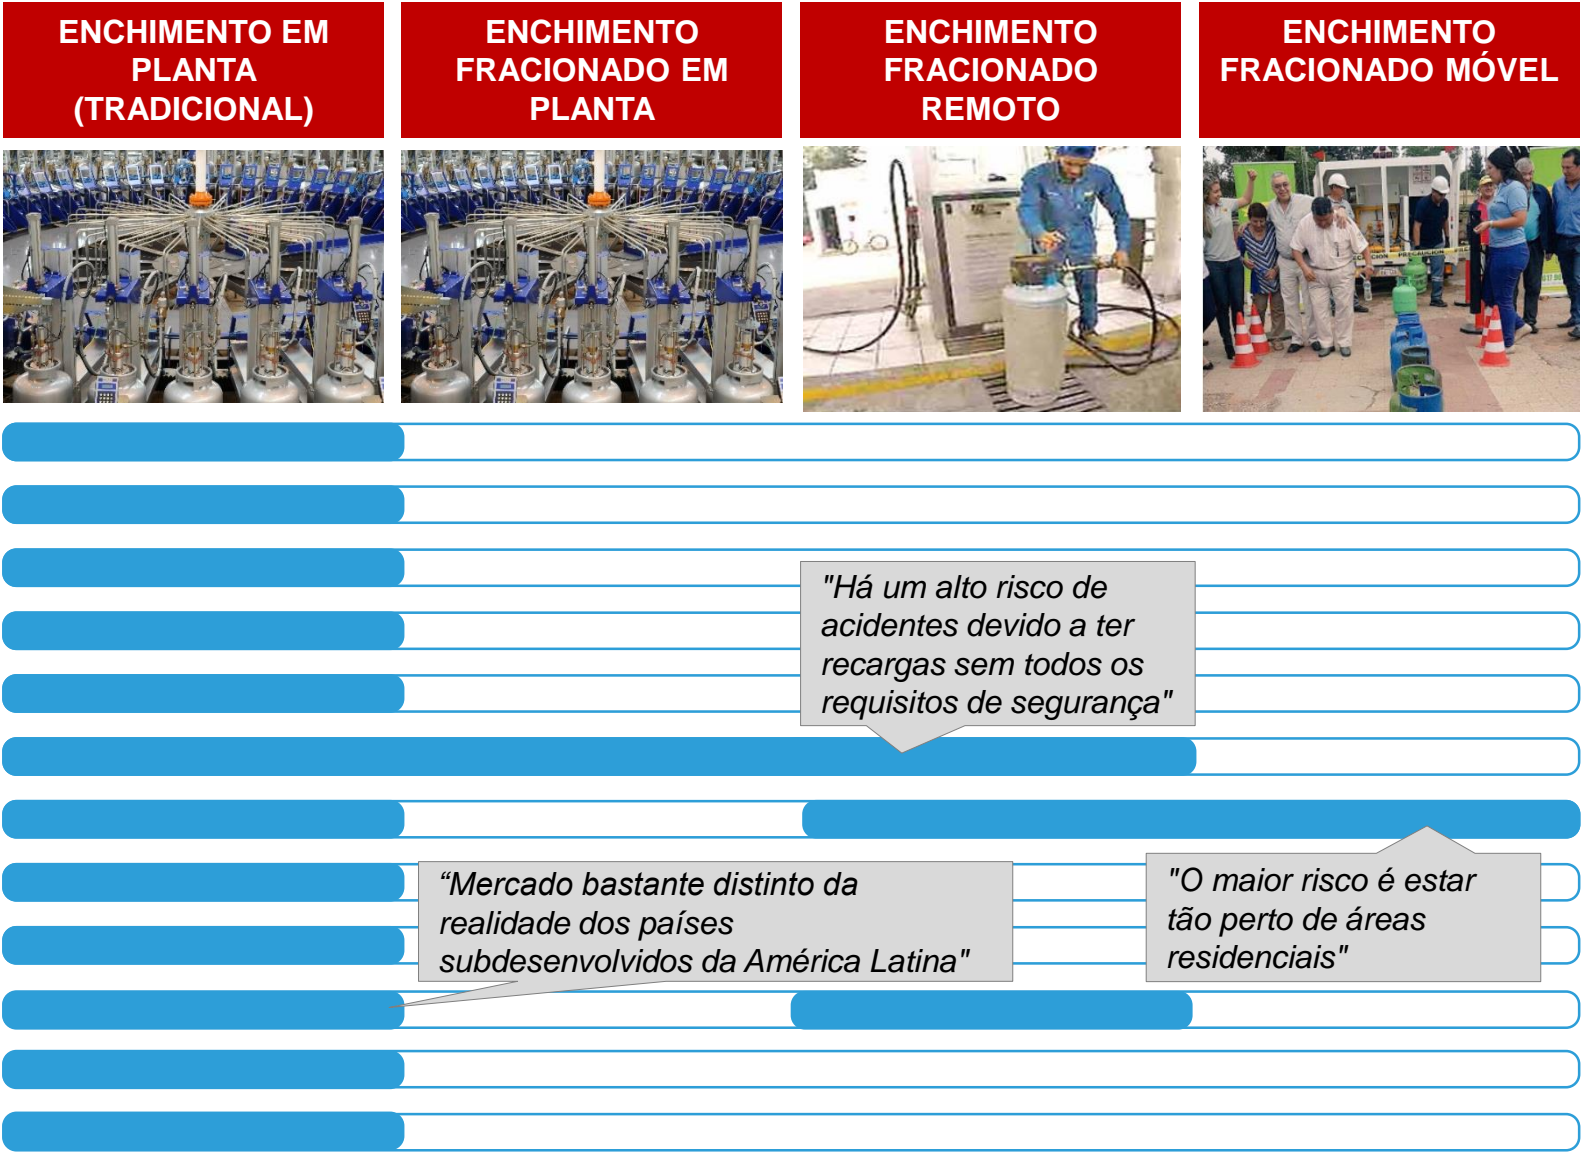 ENCHIMENTO EM
PLANTA
(TRADICIONAL)
ENCHIMENTO
FRACIONADO EM
PLANTA
ENCHIMENTO
FRACIONADO
REMOTO
ENCHIMENTO
FRACIONADO MÓVEL
PRECAUCION
"Há um alto risco de
acidentes devido a ter
recargas sem todos os
requisitos de segurança"
“Mercado bastante distinto da
realidade dos países
subdesenvolvidos da América Latina"
"O maior risco é estar
tão perto de áreas
residenciais"